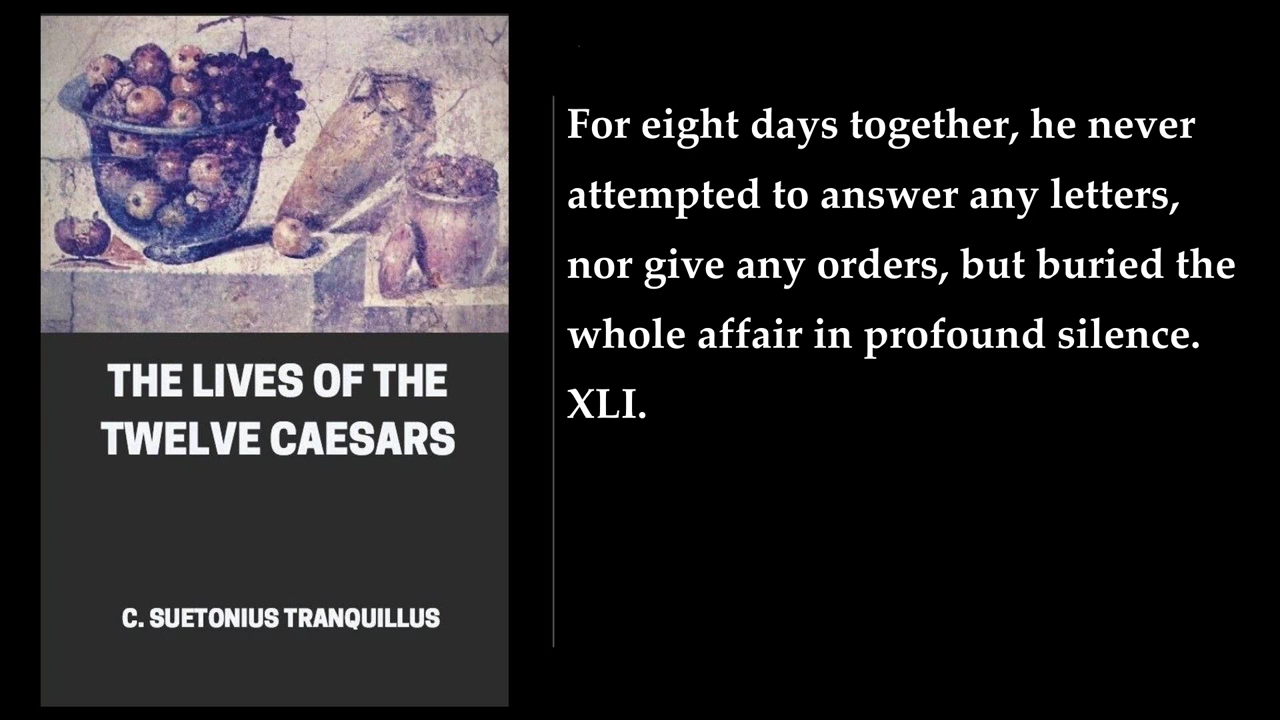 THE LIVES OF THE
TWELVE CAESARS
C. SUETONIUS TRANQUILLUS
For eight days together, he never
attempted to answer any letters,
nor give any orders, but buried the
whole affair in profound silence.
XLI.